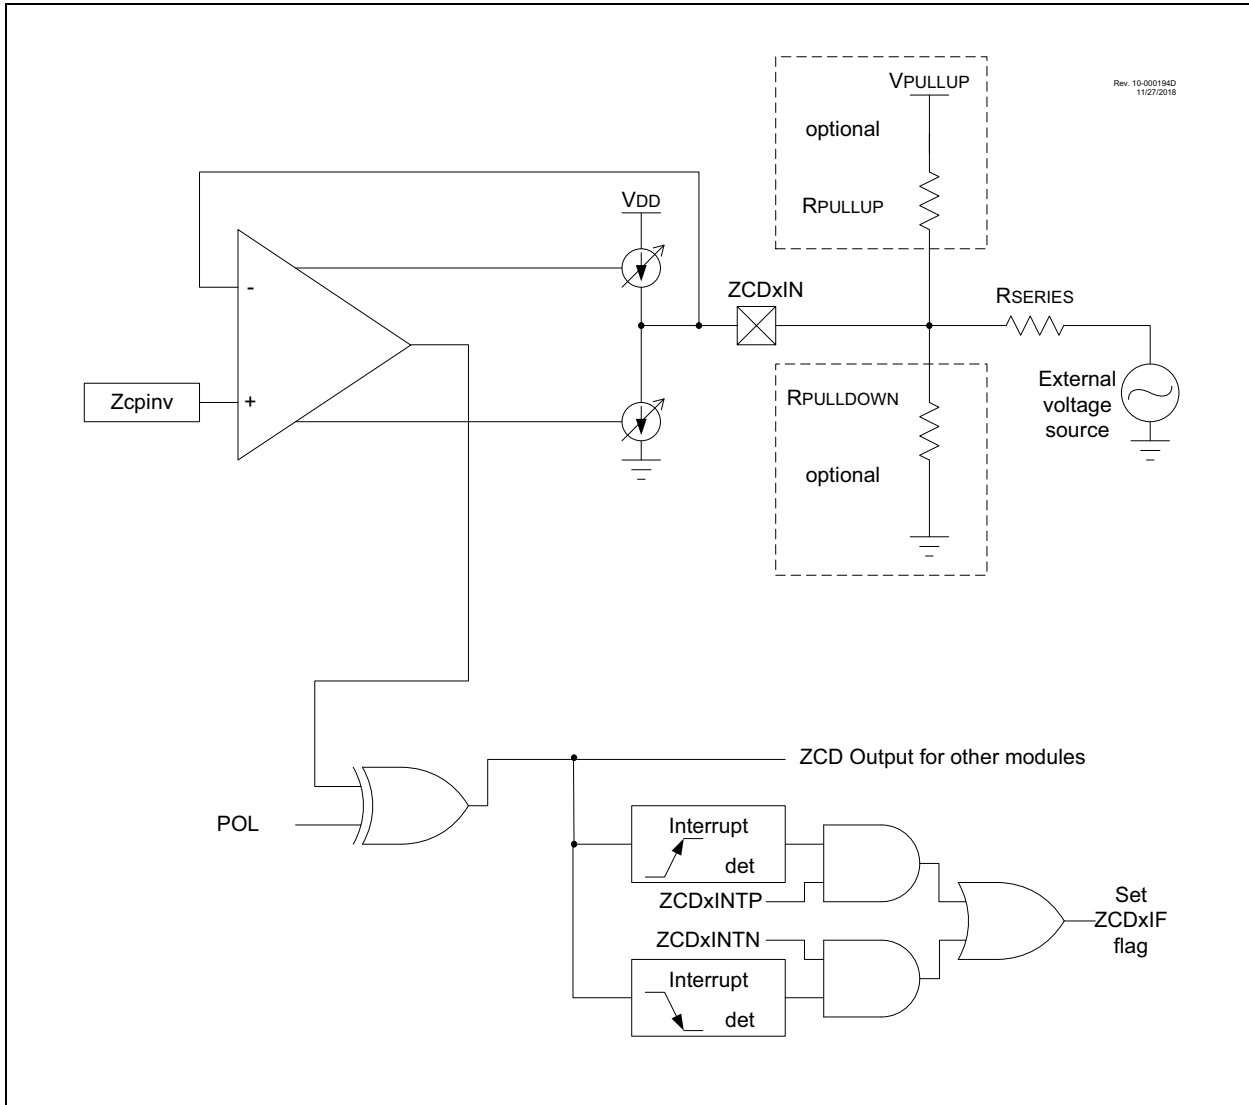 VPULLUP
Rev. 10-000194D
11/27/2018
optional
RPULLUP
VDD
ZCDxIN
RSERIES
-
Zcpinv
+
RPULLDOWN
External
voltage
source
optional
ZCD Output for other modules
POL
Interrupt
det
ZCDxINTP
Set
ZCDxIF
flag
ZCDxINTN
Interrupt
det